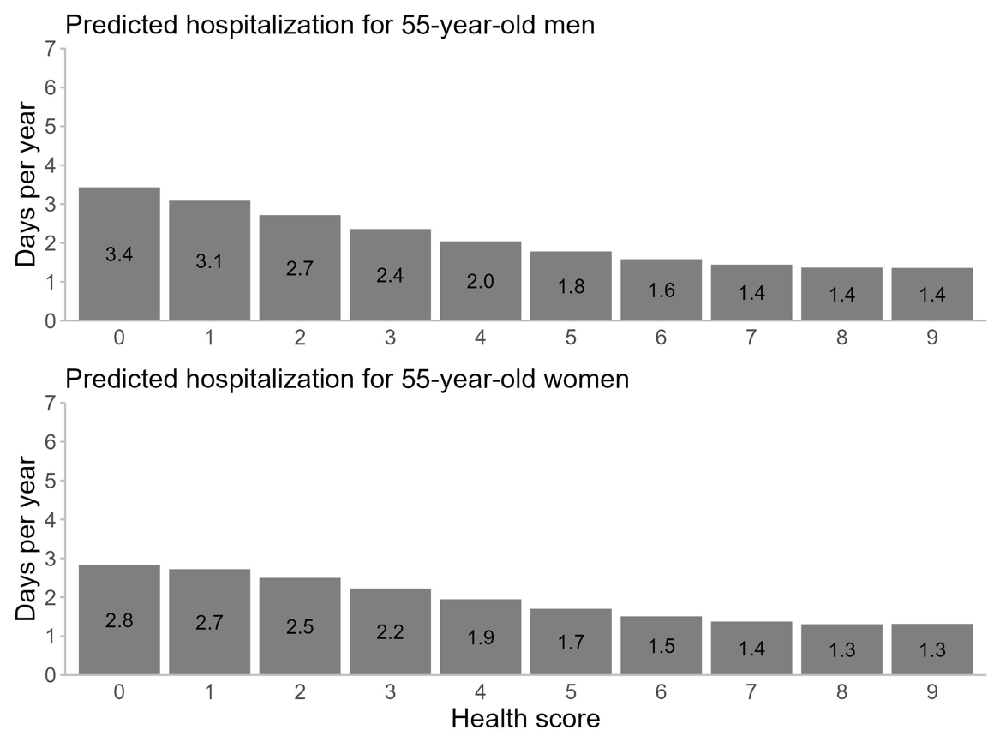 Predicted hospitalization for 55-year-old men
Days per year
7
6
5
4
3
2
1
0
3.4 3.1 2.7 2.4 2.0 1.8 1.6 1.4 1.4 1.4
0 1 2 3 4 5 6 7 8 9
Predicted hospitalization for 55-year-old women
Days per year
7
6
5
4
3
2
1
0
2.8 2.7 2.5 2.2 1.9 1.7 1.5 1.4 1.3 1.3
0 1 2 3 4 5 6 7 8 9
Health score